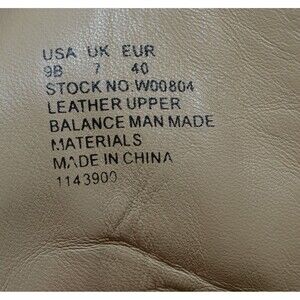 USA UK EUR
9B 7 40
STOCK NO:W00804
LEATHER UPPER
BALANCE MAN MADE
MATERIALS
MADE IN CHINA
1143900